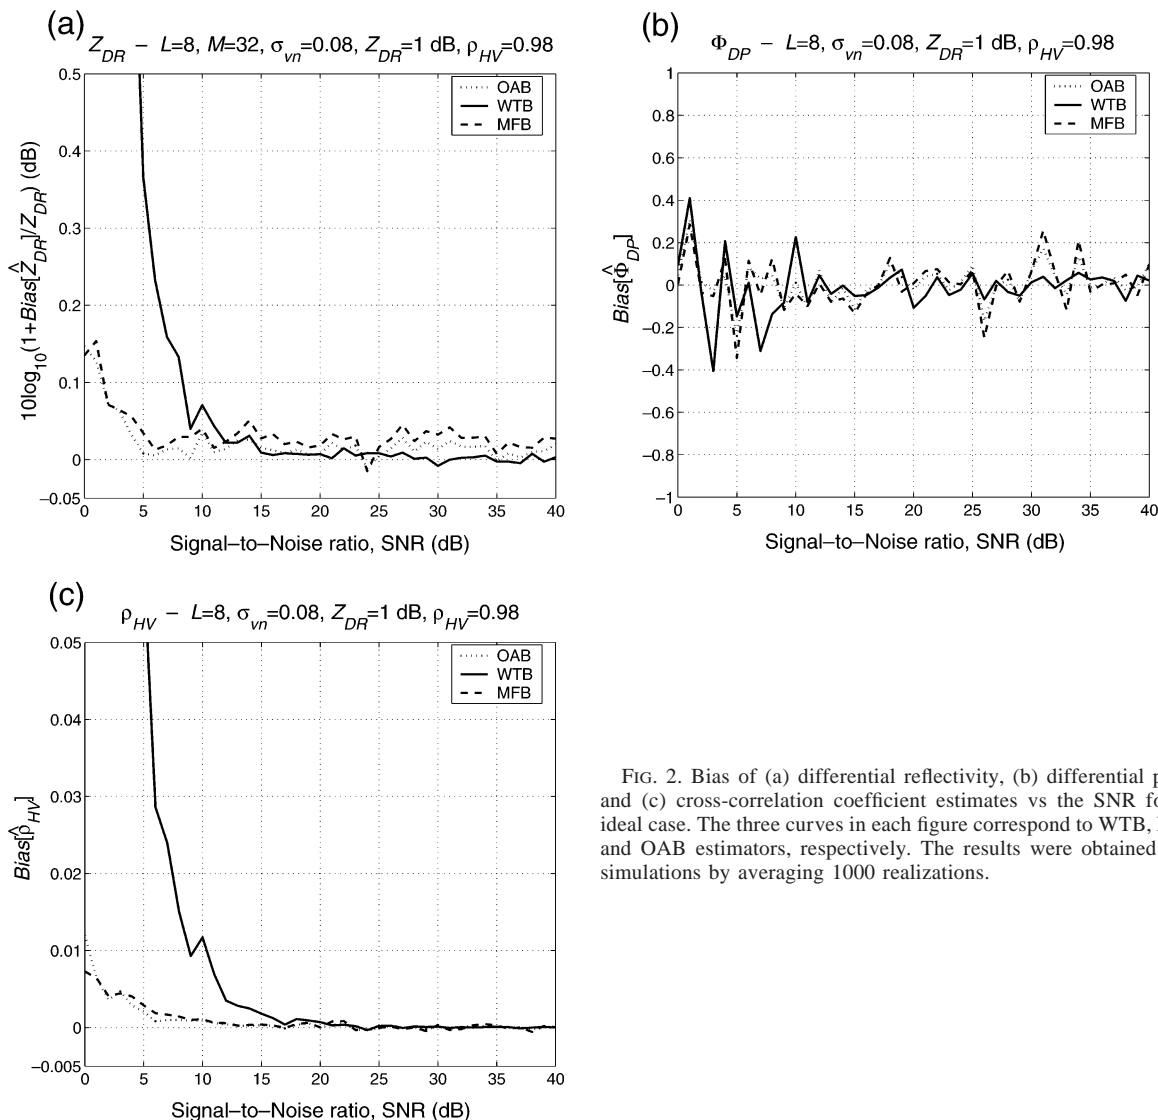 (a)
Z_DR – L=8, M=32, σ_vn=0.08, Z_DR=1 dB, ρ_HV=0.98
0.5
0.4
0.3
0.2
0.1
0
−0.05
10log10(1+Bias[Ẑ_DR]/Z_DR) (dB)
OAB
WTB
MFB
0 5 10 15 20 25 30 35 40
Signal–to–Noise ratio, SNR (dB)
(b)
Φ_DP – L=8, σ_vn=0.08, Z_DR=1 dB, ρ_HV=0.98
1
0.8
0.6
0.4
0.2
0
−0.2
−0.4
−0.6
−0.8
−1
Bias[Φ̂_DP]
OAB
WTB
MFB
0 5 10 15 20 25 30 35 40
Signal–to–Noise ratio, SNR (dB)
(c)
ρ_HV – L=8, σ_vn=0.08, Z_DR=1 dB, ρ_HV=0.98
0.05
0.04
0.03
0.02
0.01
0
−0.005
Bias[ρ̂_HV]
OAB
WTB
MFB
0 5 10 15 20 25 30 35 40
Signal–to–Noise ratio, SNR (dB)
FIG. 2. Bias of (a) differential reflectivity, (b) differential p
and (c) cross-correlation coefficient estimates vs the SNR fo
ideal case. The three curves in each figure correspond to WTB,
and OAB estimators, respectively. The results were obtained
simulations by averaging 1000 realizations.